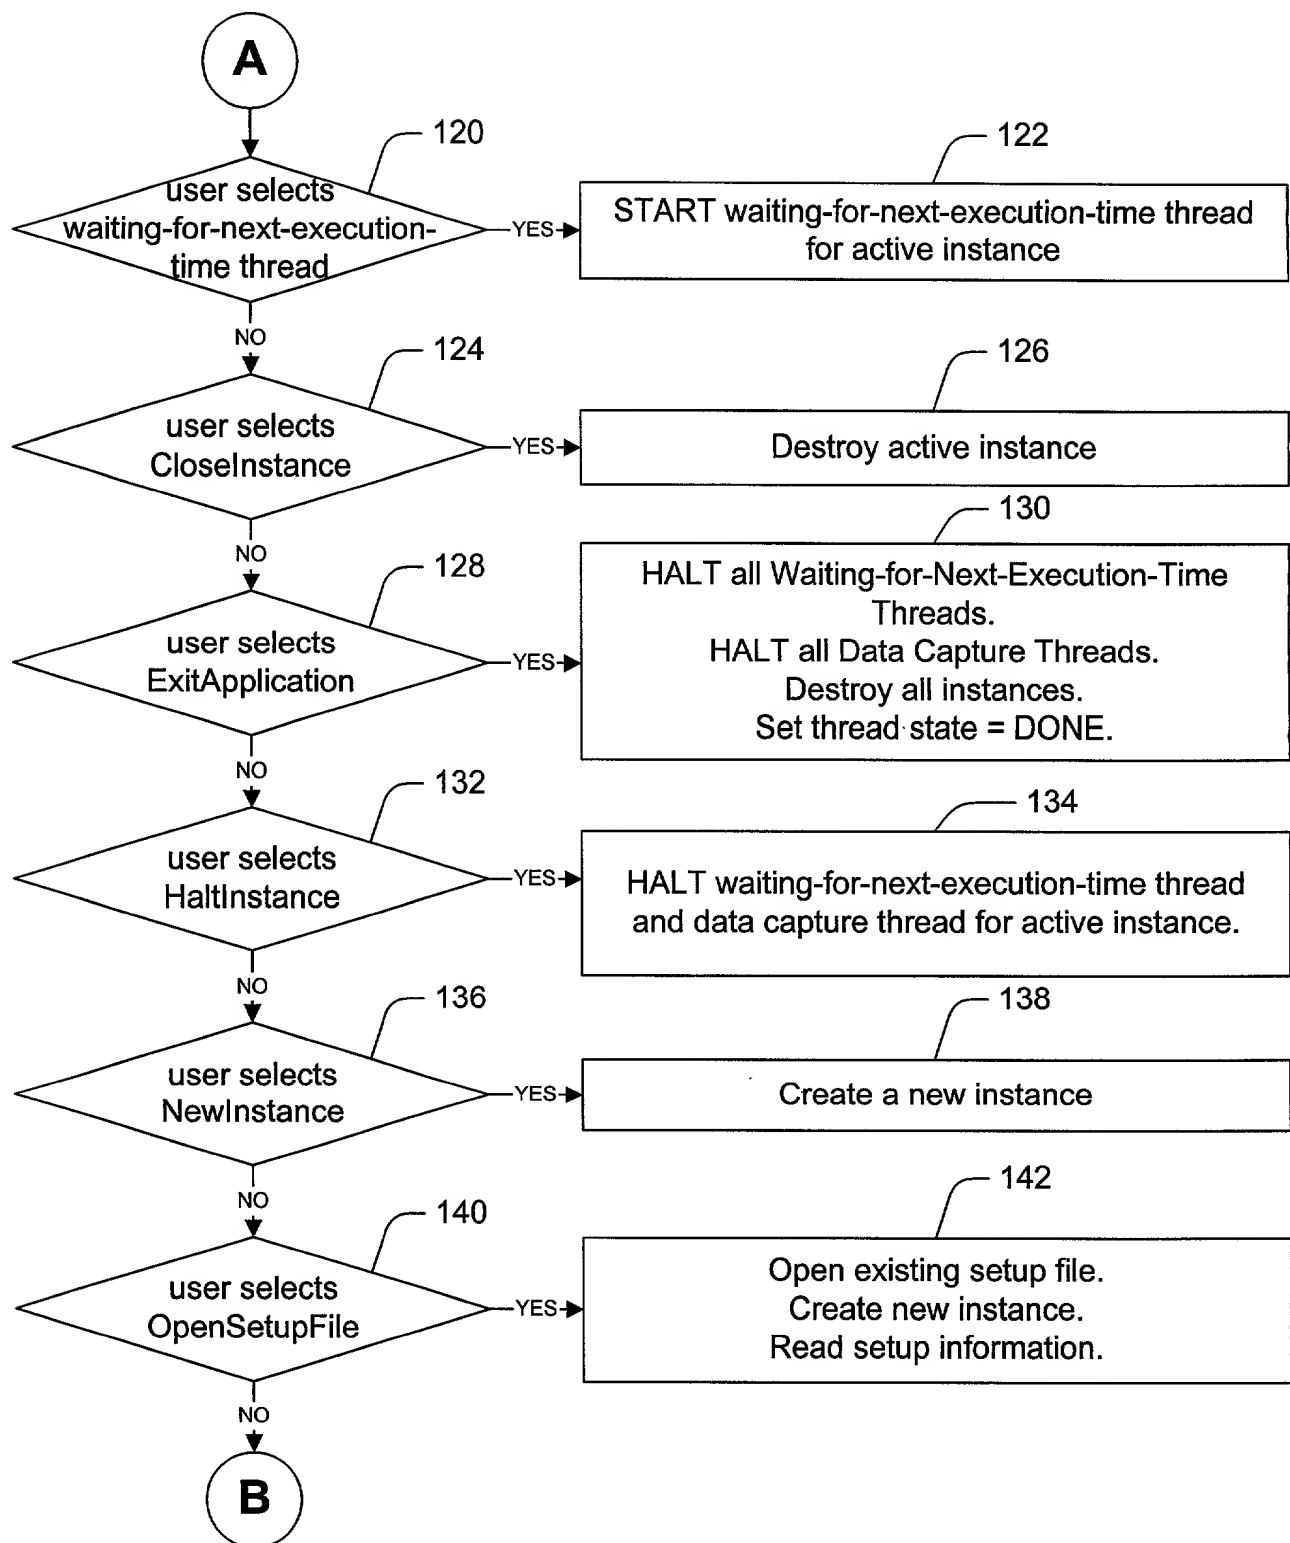 A
120
user selects
waiting-for-next-execution-
time thread
YES
122
START waiting-for-next-execution-time thread
for active instance
NO
124
user selects
CloseInstance
YES
126
Destroy active instance
NO
128
user selects
ExitApplication
YES
130
HALT all Waiting-for-Next-Execution-Time
Threads.
HALT all Data Capture Threads.
Destroy all instances.
Set thread state = DONE.
NO
132
user selects
HaltInstance
YES
134
HALT waiting-for-next-execution-time thread
and data capture thread for active instance.
NO
136
user selects
NewInstance
YES
138
Create a new instance
NO
140
user selects
OpenSetupFile
YES
142
Open existing setup file.
Create new instance.
Read setup information.
NO
B